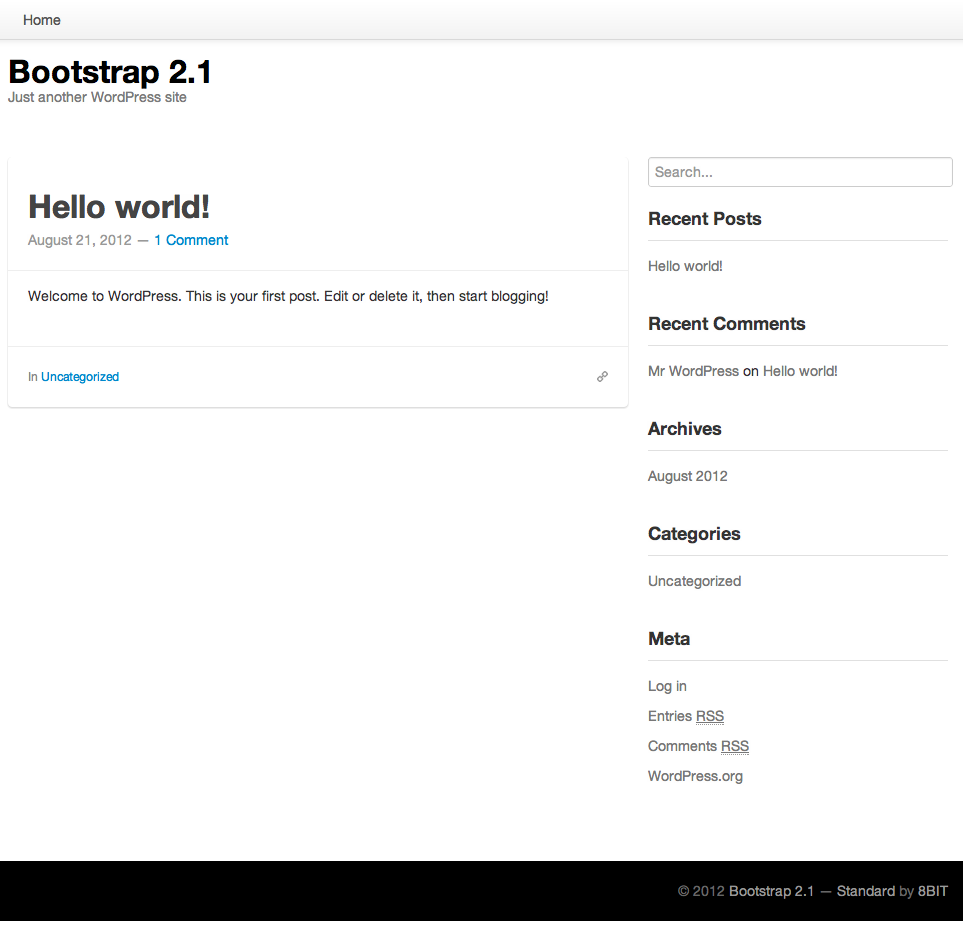 Home
Bootstrap 2.1
Just another WordPress site
Hello world!
August 21, 2012 — 1 Comment
Welcome to WordPress. This is your first post. Edit or delete it, then start blogging!
In Uncategorized
Search...
Recent Posts
Hello world!
Recent Comments
Mr WordPress on Hello world!
Archives
August 2012
Categories
Uncategorized
Meta
Log in
Entries RSS
Comments RSS
WordPress.org
© 2012 Bootstrap 2.1 — Standard by 8BIT